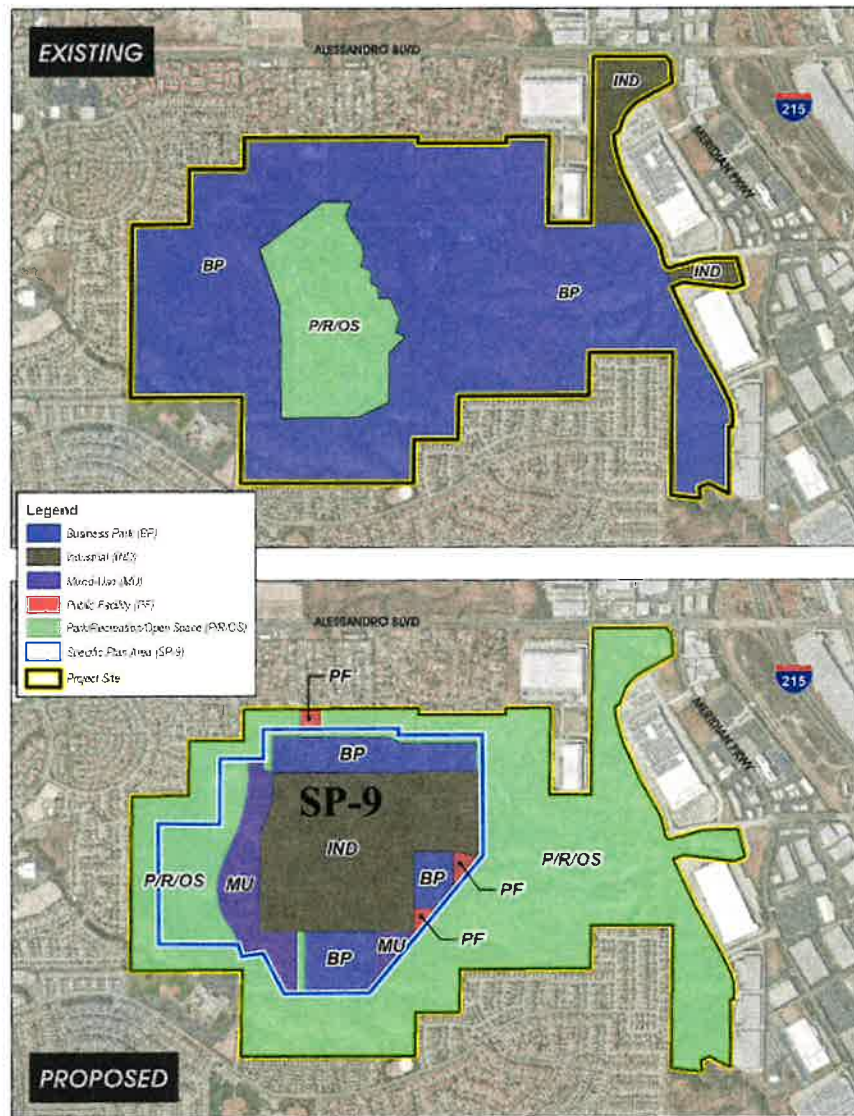 EXISTING
ALESSANDRO BLVD
IND
215
MERIDIAN PKWY
BP
IND
BP
P/R/OS
Legend
Business Park (BP)
Industrial (IND)
Mixed-Use (MU)
Public Facility (PF)
Park/Recreation/Open Space (P/R/OS)
Specific Plan Area (SP-9)
Project Site
ALESSANDRO BLVD
PF
215
MERIDIAN PKWY
BP
SP-9
IND
P/R/OS
P/R/OS
MU
BP
PF
PF
MU
BP
PROPOSED